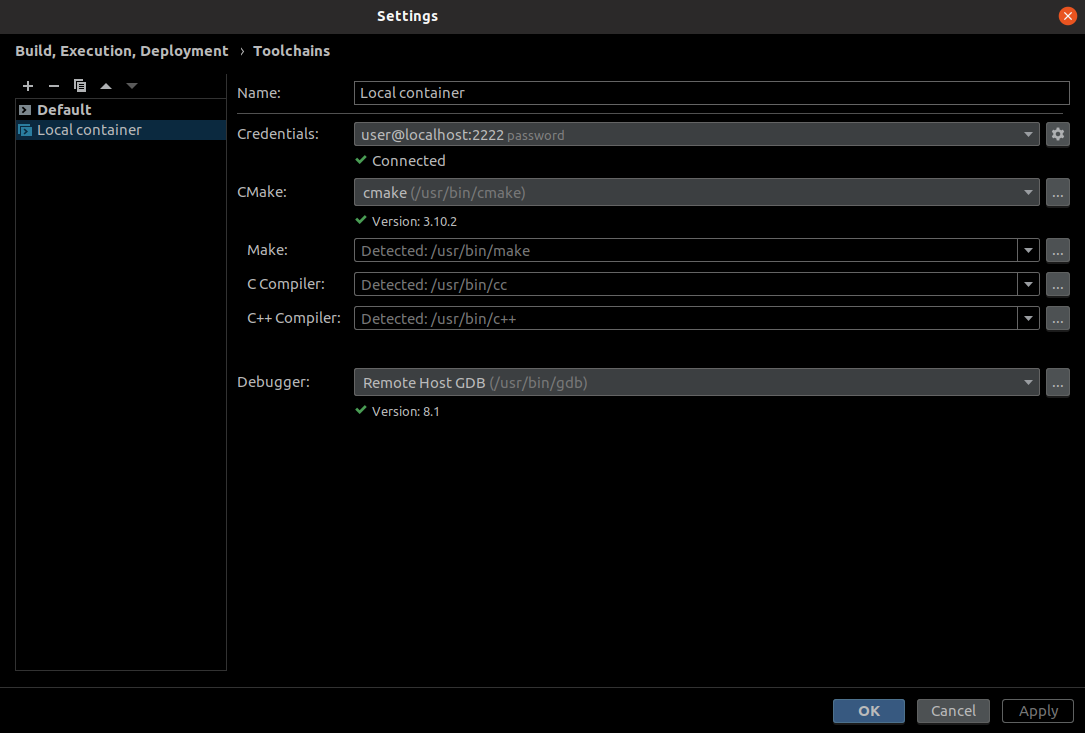 Settings
Build, Execution, Deployment › Toolchains
Default
Local container
Name: Local container
Credentials: user@localhost:2222 password
Connected
CMake: cmake (/usr/bin/cmake)
Version: 3.10.2
Make: Detected: /usr/bin/make
C Compiler: Detected: /usr/bin/cc
C++ Compiler: Detected: /usr/bin/c++
Debugger: Remote Host GDB (/usr/bin/gdb)
Version: 8.1
OK Cancel Apply